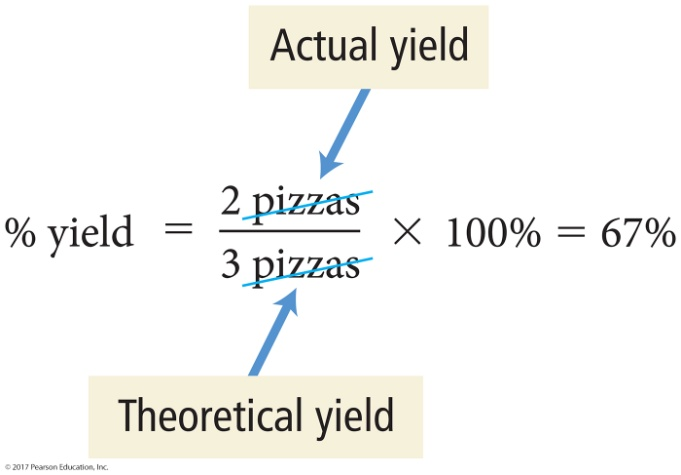 Actual yield
% yield = 2 pizzas / 3 pizzas × 100% = 67%
Theoretical yield
© 2017 Pearson Education, Inc.